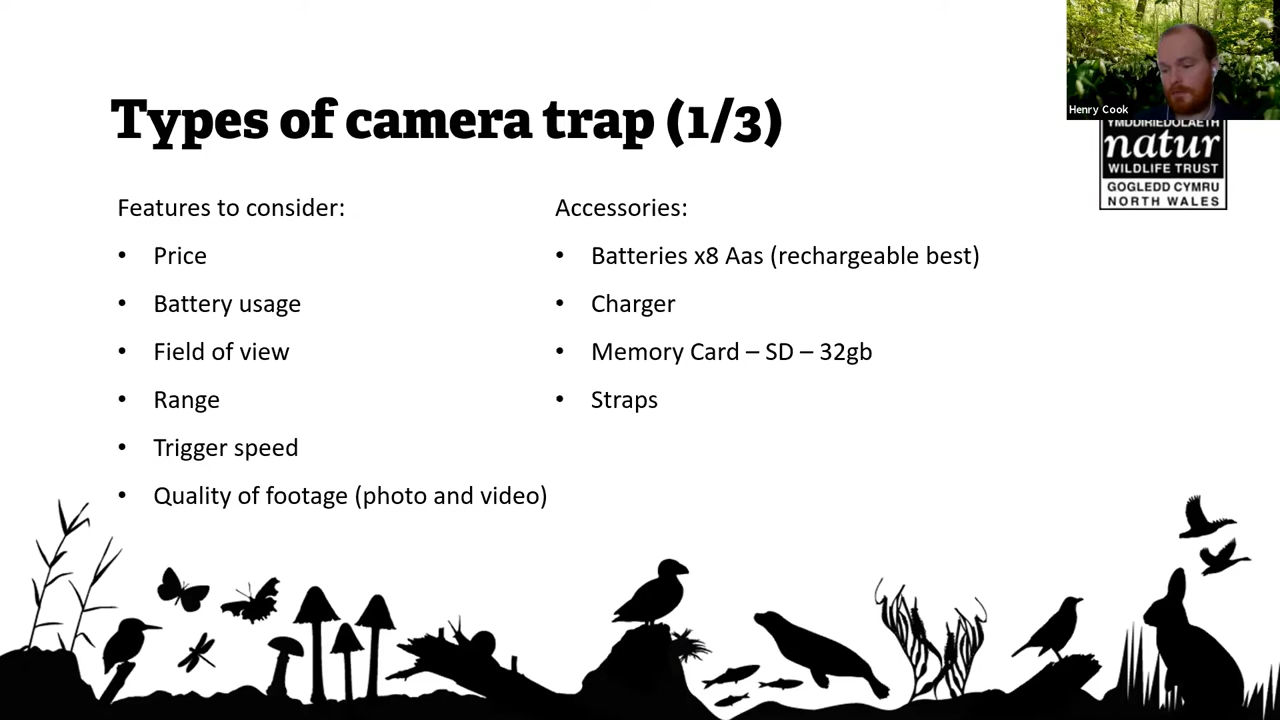 Types of camera trap (1/3)
Henry Cook
YMDDIRIEDOLAETH
natur
WILDLIFE TRUST
GOGLEDD CYMRU
NORTH WALES
Features to consider:
• Price
• Battery usage
• Field of view
• Range
• Trigger speed
• Quality of footage (photo and video)
Accessories:
• Batteries x8 Aas (rechargeable best)
• Charger
• Memory Card – SD – 32gb
• Straps